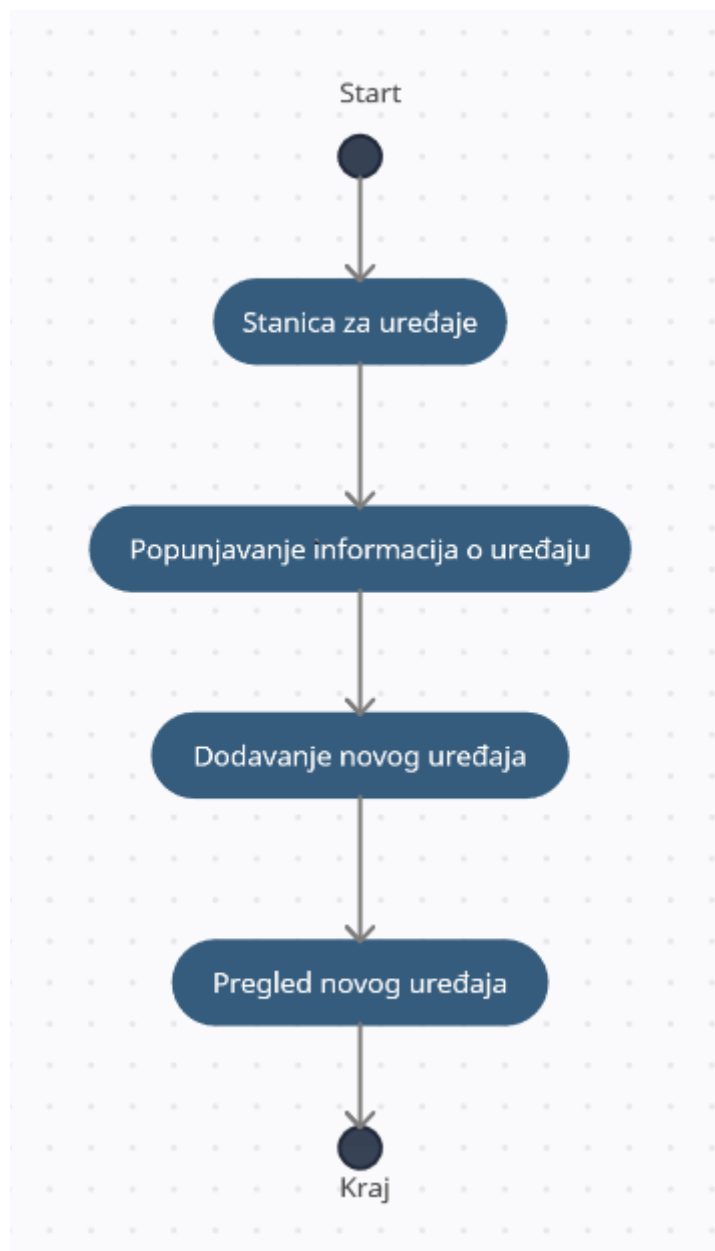 Start
Stanica za uređaje
Popunjavanje informacija o uređaju
Dodavanje novog uređaja
Pregled novog uređaja
Kraj